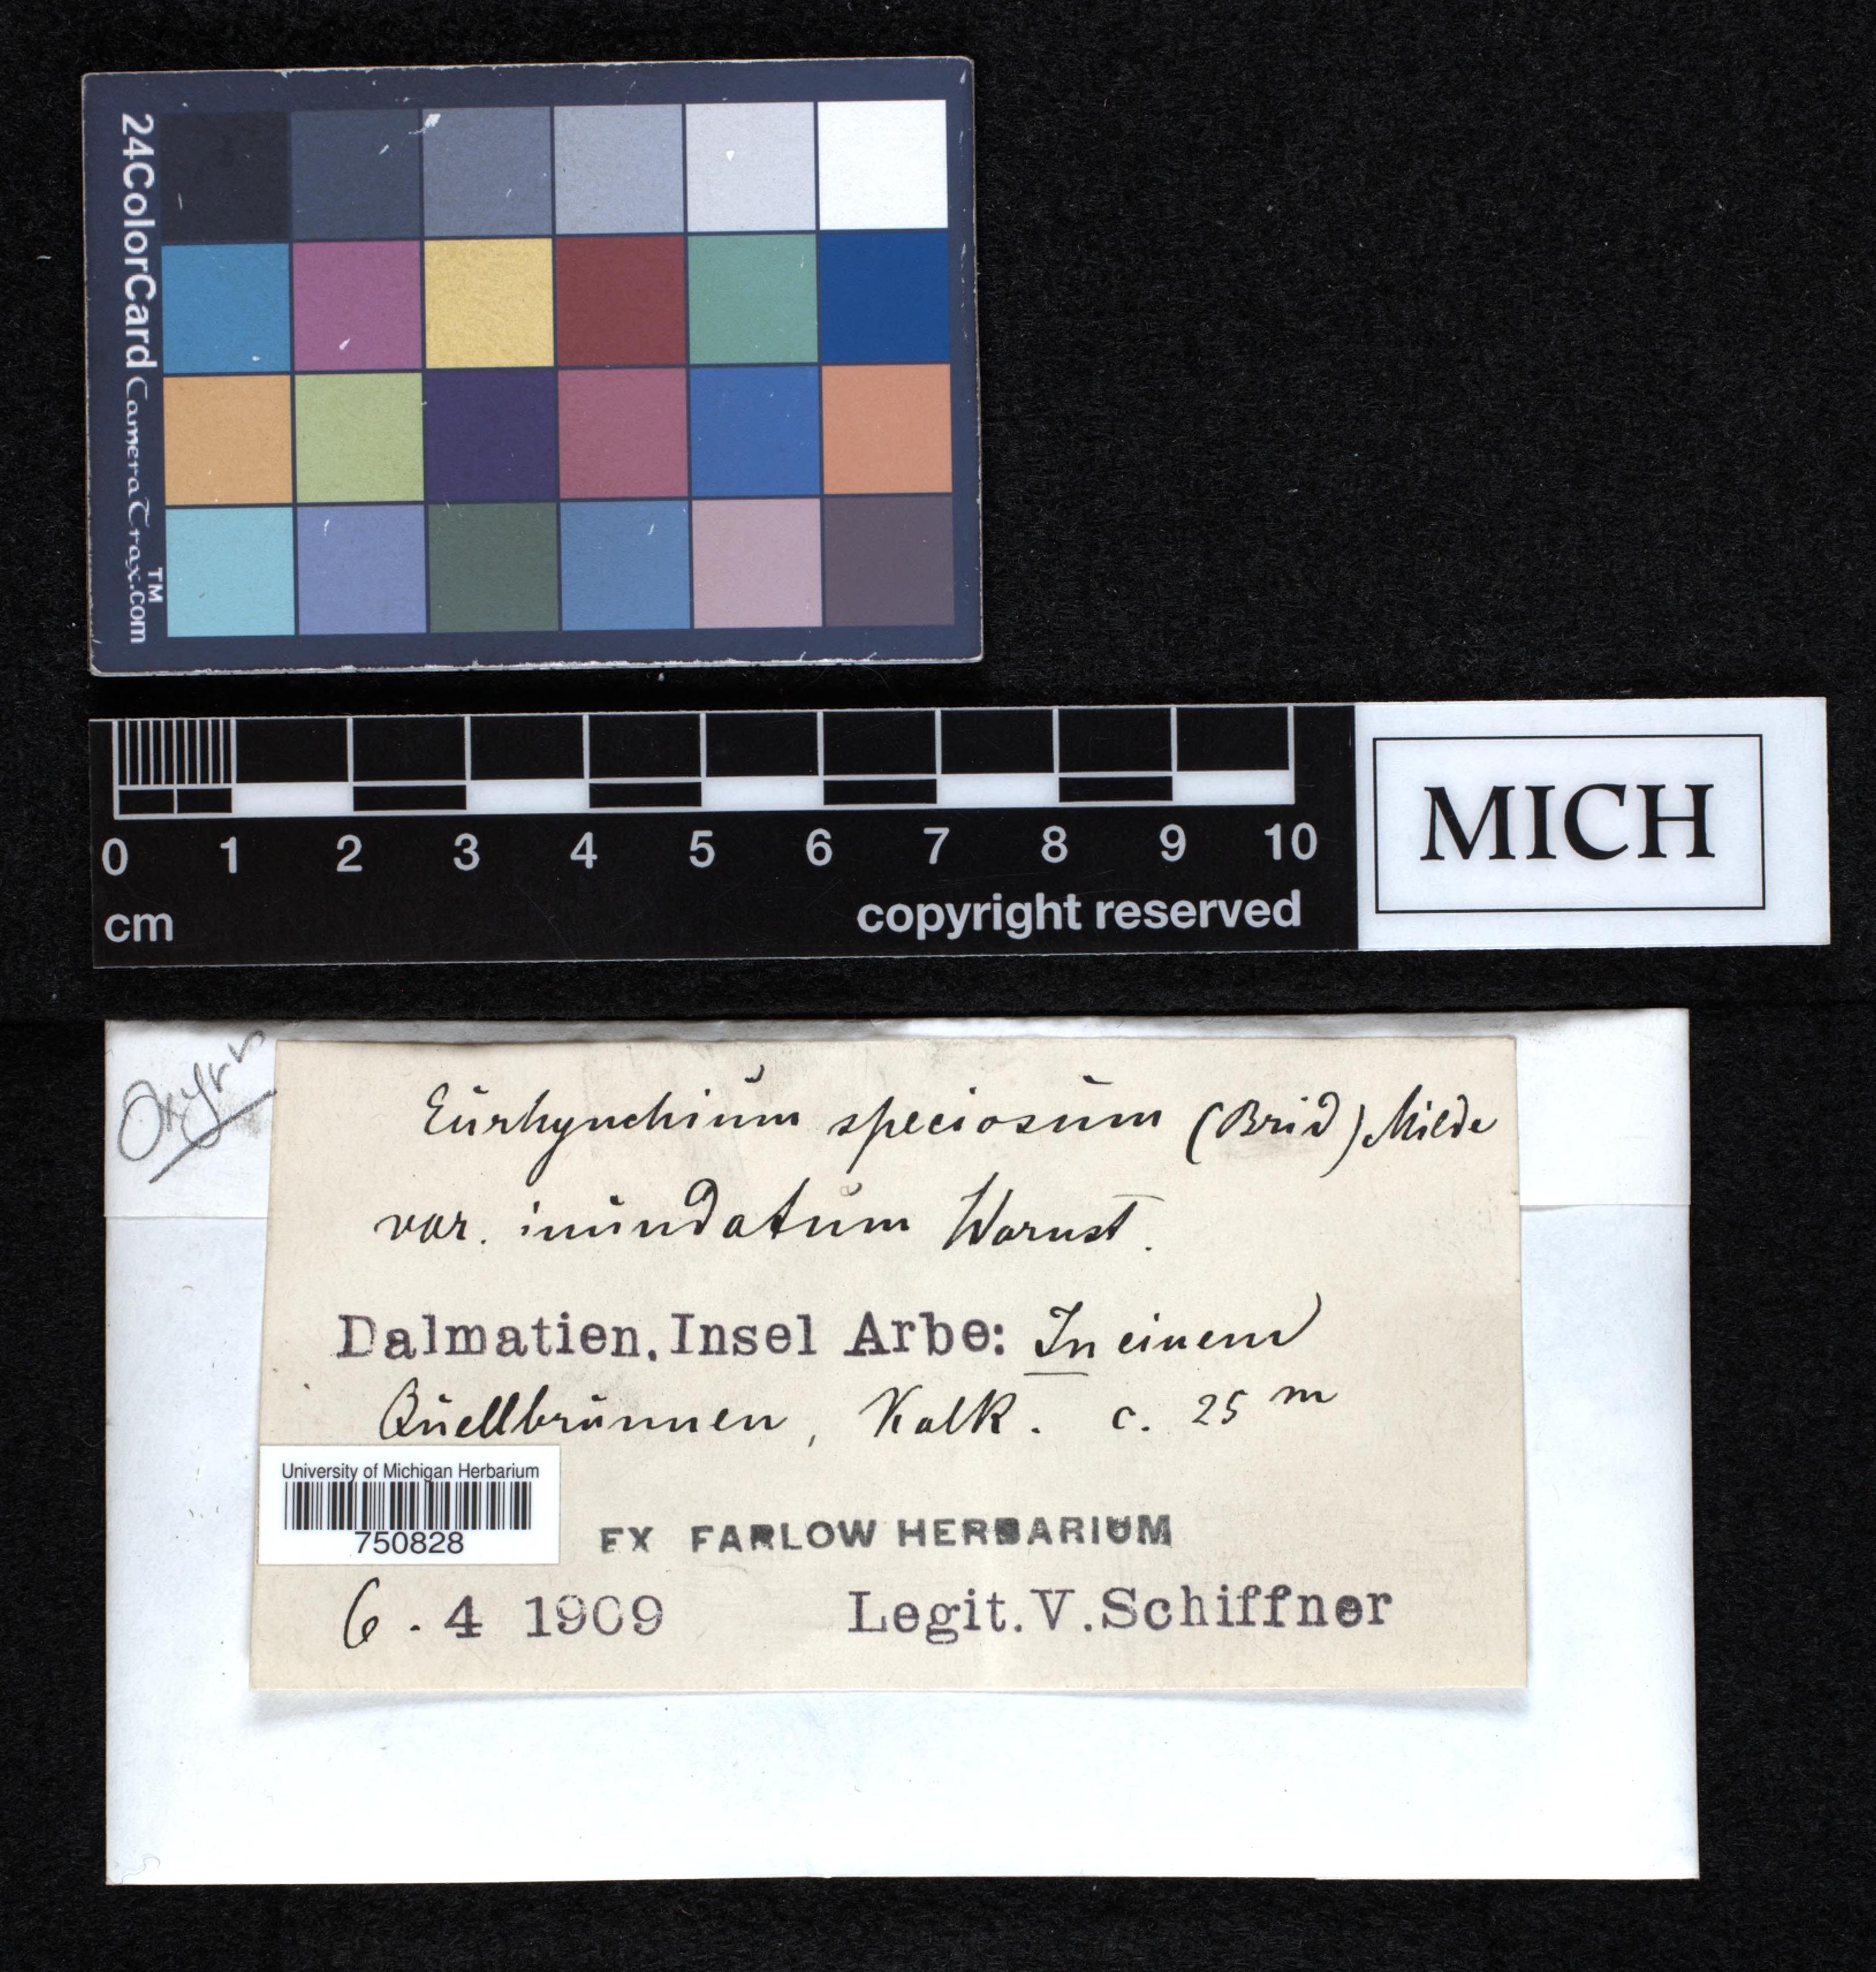 24ColorCard CameraTrax.com™
0 1 2 3 4 5 6 7 8 9 10
cm
copyright reserved
MICH
Eurhynchium speciosum (Brid) Milde
var. inundatum Warnst.
Dalmatien, Insel Arbe: In einem
Quellbrunnen, Kalk. c. 25 m
University of Michigan Herbarium
750828
EX FARLOW HERBARIUM
6. 4 1909 Legit. V. Schiffner